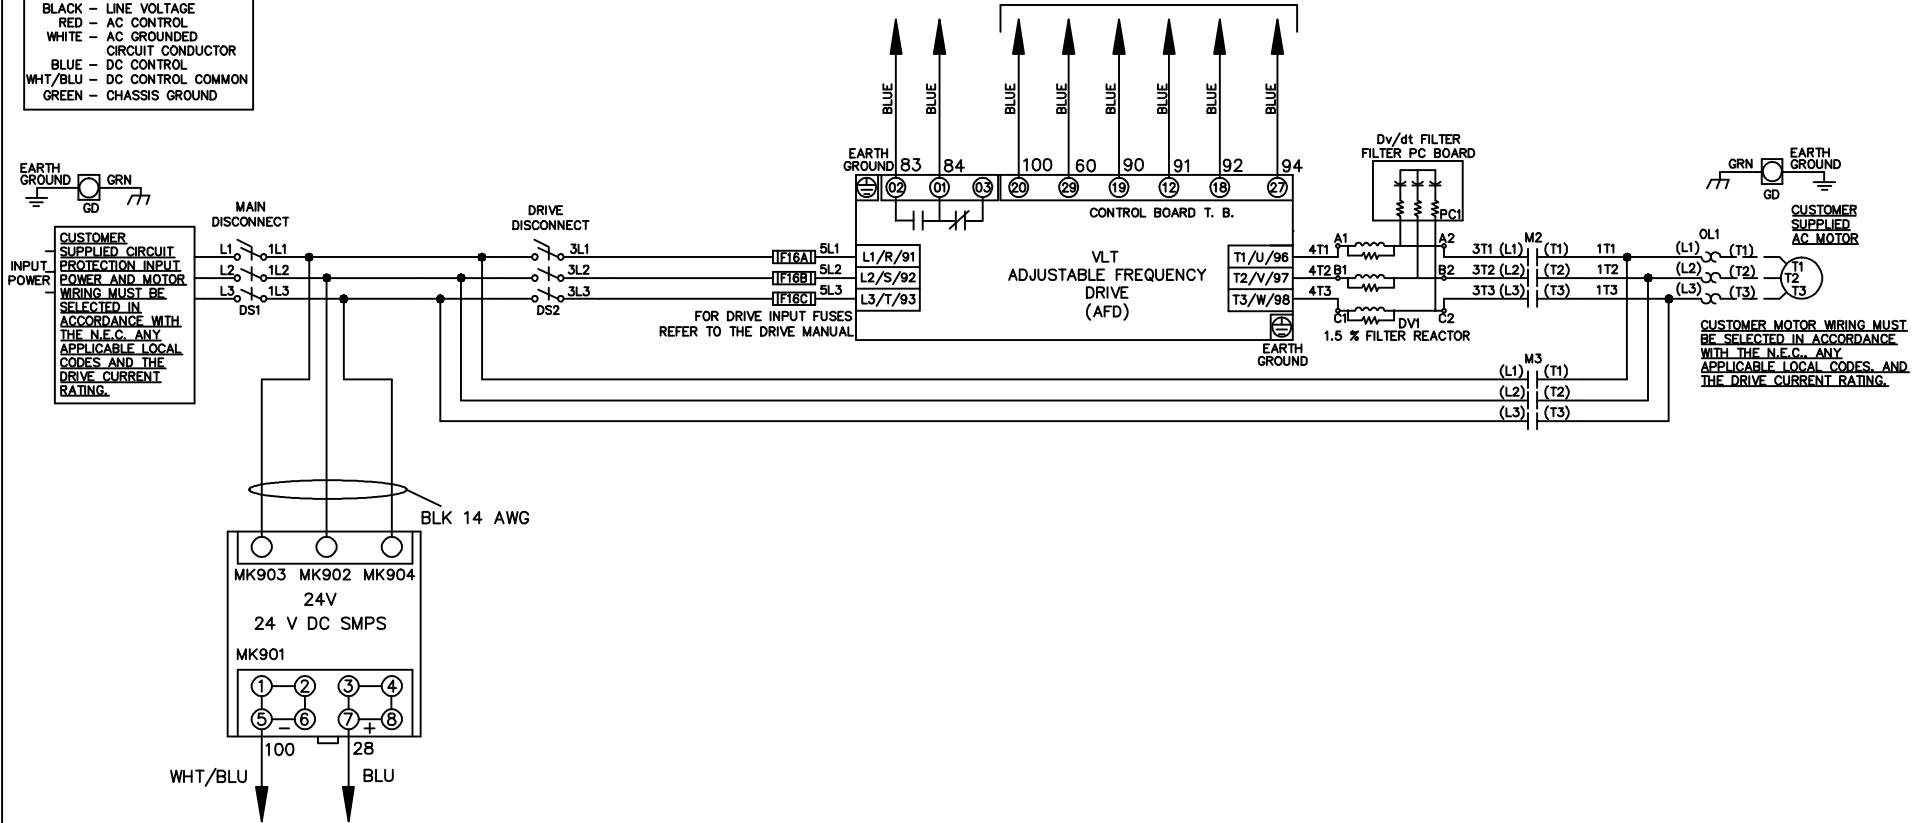 BLACK – LINE VOLTAGE
RED – AC CONTROL
WHITE – AC GROUNDED
CIRCUIT CONDUCTOR
BLUE – DC CONTROL
WHT/BLU – DC CONTROL COMMON
GREEN – CHASSIS GROUND
BLUE
BLUE
BLUE
BLUE
BLUE
BLUE
BLUE
BLUE
EARTH
GROUND
GRN
GD
INPUT
POWER
CUSTOMER
SUPPLIED CIRCUIT
PROTECTION INPUT
POWER AND MOTOR
WIRING MUST BE
SELECTED IN
ACCORDANCE WITH
THE N.E.C. ANY
APPLICABLE LOCAL
CODES AND THE
DRIVE CURRENT
RATING.
MAIN
DISCONNECT
L1 1L1
L2 1L2
L3 1L3
DS1
DRIVE
DISCONNECT
3L1
3L2
3L3
DS2
F16A 5L1
F16B 5L2
F16C 5L3
FOR DRIVE INPUT FUSES
REFER TO THE DRIVE MANUAL
EARTH
GROUND
83 84 100 60 90 91 92 94
02 01 03 20 29 19 12 18 27
CONTROL BOARD T. B.
L1/R/91
L2/S/92
L3/T/93
VLT
ADJUSTABLE FREQUENCY
DRIVE
(AFD)
T1/U/96
T2/V/97
T3/W/98
EARTH
GROUND
Dv/dt FILTER
FILTER PC BOARD
PC1
4T1 A1 A2
4T2 B1 B2
4T3 C1 C2
DV1
1.5 % FILTER REACTOR
M2
3T1 (L1) (T1) 1T1
3T2 (L2) (T2) 1T2
3T3 (L3) (T3) 1T3
M3
(L1) (T1)
(L2) (T2)
(L3) (T3)
OL1
(L1) (T1)
(L2) (T2)
(L3) (T3)
T1
T2
T3
GRN
GD
EARTH
GROUND
CUSTOMER
SUPPLIED
AC MOTOR
CUSTOMER MOTOR WIRING MUST
BE SELECTED IN ACCORDANCE
WITH THE N.E.C., ANY
APPLICABLE LOCAL CODES, AND
THE DRIVE CURRENT RATING.
BLK 14 AWG
MK903 MK902 MK904
24V
24 V DC SMPS
MK901
1 2 3 4
5 – 6 7 + 8
100 28
WHT/BLU BLU